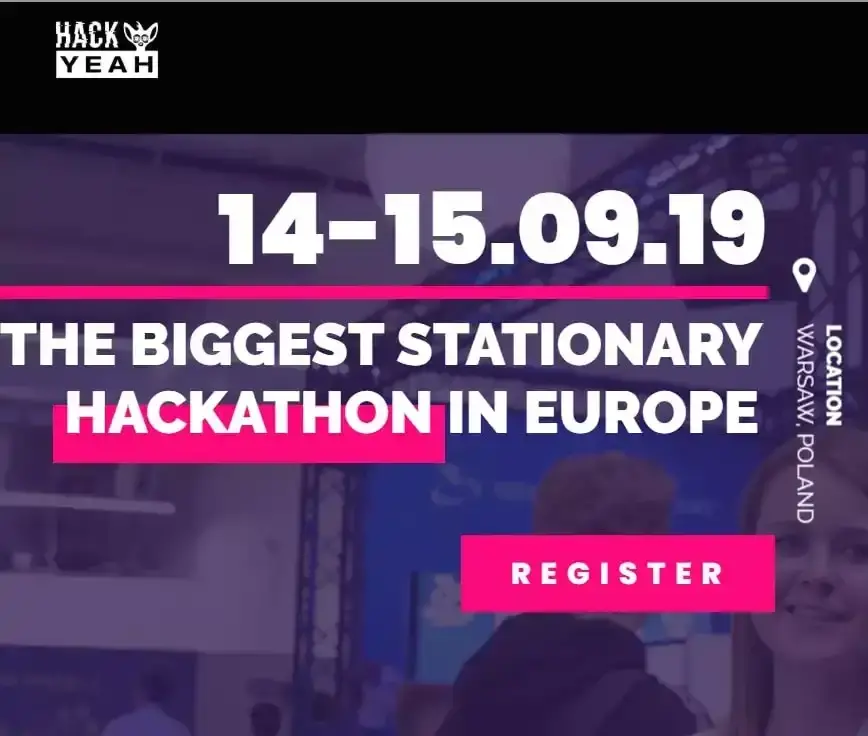 HACK
YEAH
14-15.09.19
THE BIGGEST STATIONARY
HACKATHON IN EUROPE
LOCATION
WARSAW, POLAND
REGISTER